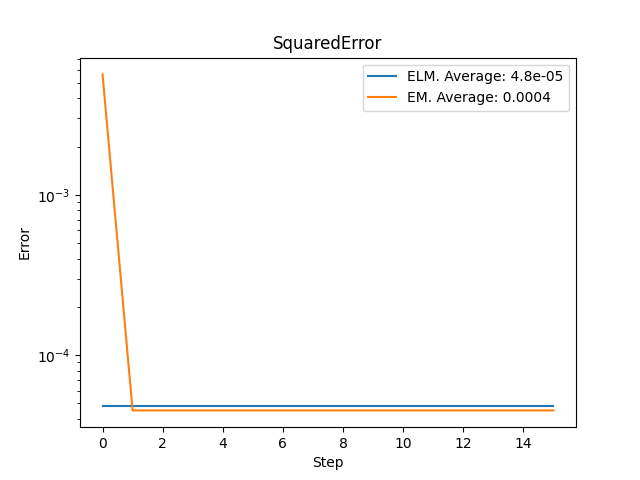 SquaredError
ELM. Average: 4.8e-05
EM. Average: 0.0004
10⁻³
10⁻⁴
Error
0 2 4 6 8 10 12 14
Step